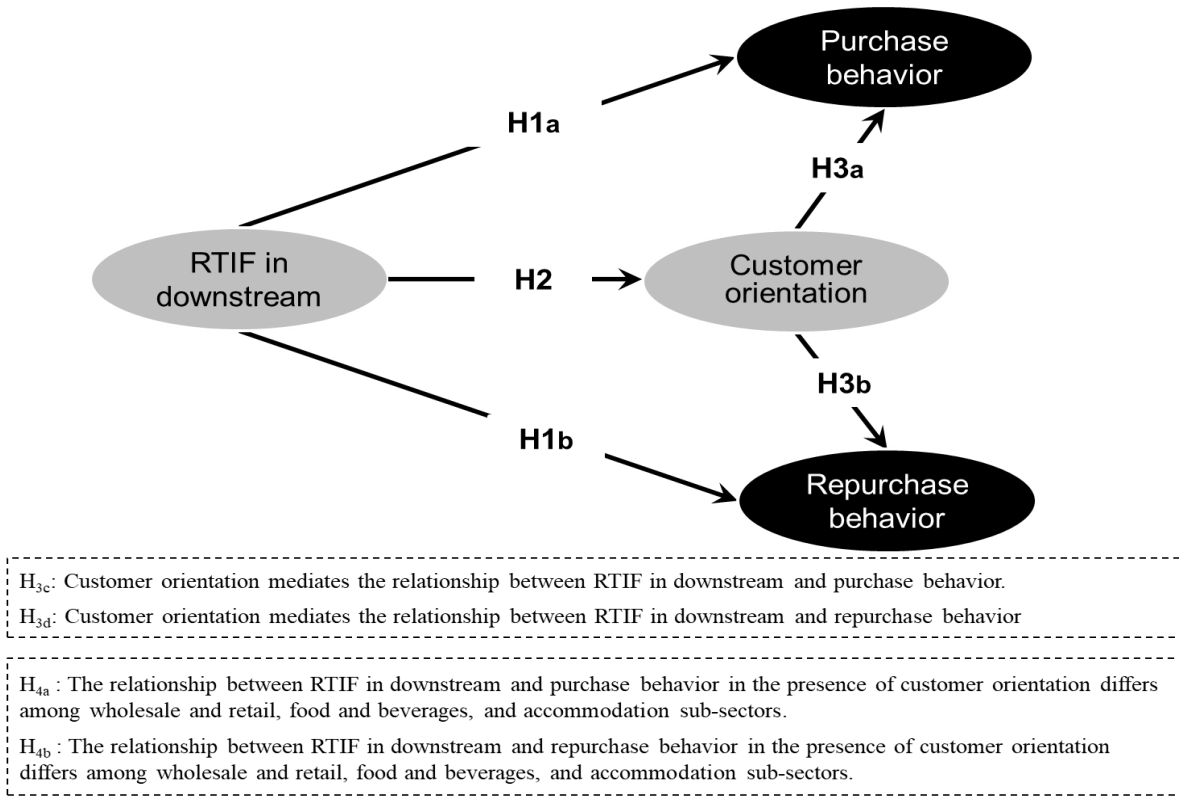 Purchase
behavior
H1a
H3a
RTIF in
downstream
H2
Customer
orientation
H3b
H1b
Repurchase
behavior
H3c: Customer orientation mediates the relationship between RTIF in downstream and purchase behavior.
H3d: Customer orientation mediates the relationship between RTIF in downstream and repurchase behavior
H4a : The relationship between RTIF in downstream and purchase behavior in the presence of customer orientation differs
among wholesale and retail, food and beverages, and accommodation sub-sectors.
H4b : The relationship between RTIF in downstream and repurchase behavior in the presence of customer orientation
differs among wholesale and retail, food and beverages, and accommodation sub-sectors.